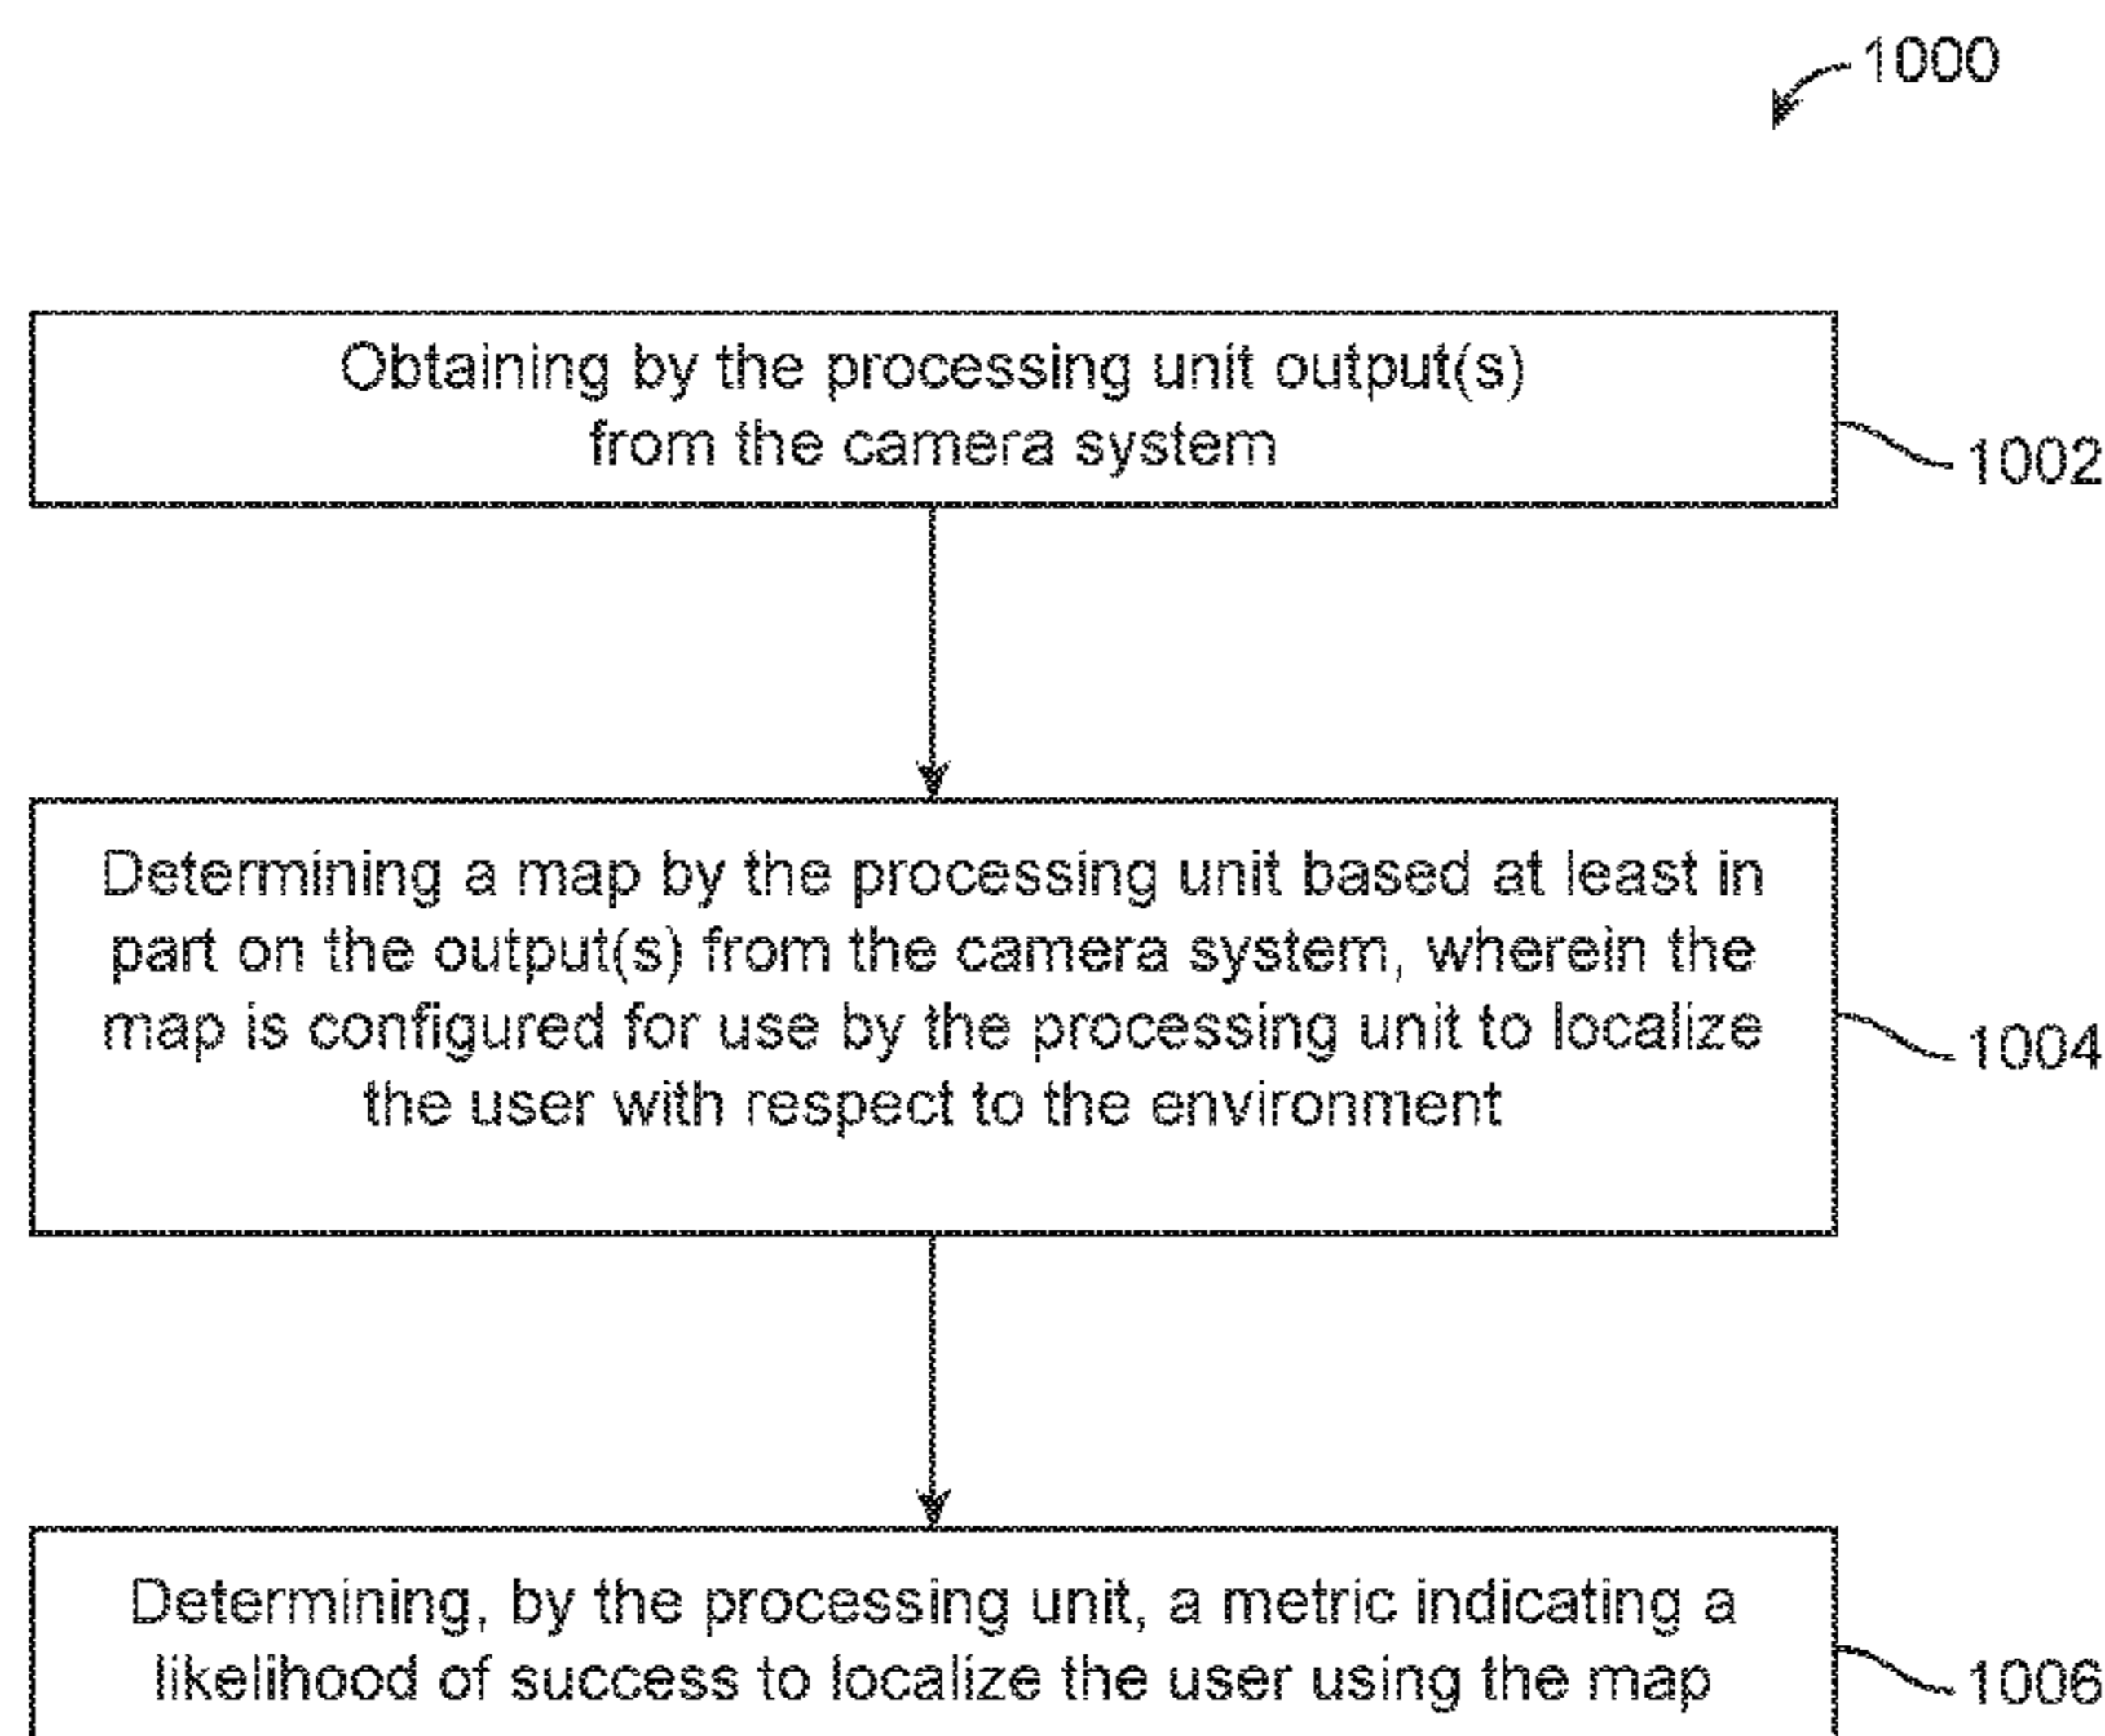 1000
Obtaining by the processing unit output(s)
from the camera system
1002
Determining a map by the processing unit based at least in
part on the output(s) from the camera system, wherein the
map is configured for use by the processing unit to localize
the user with respect to the environment
1004
Determining, by the processing unit, a metric indicating a
likelihood of success to localize the user using the map
1006